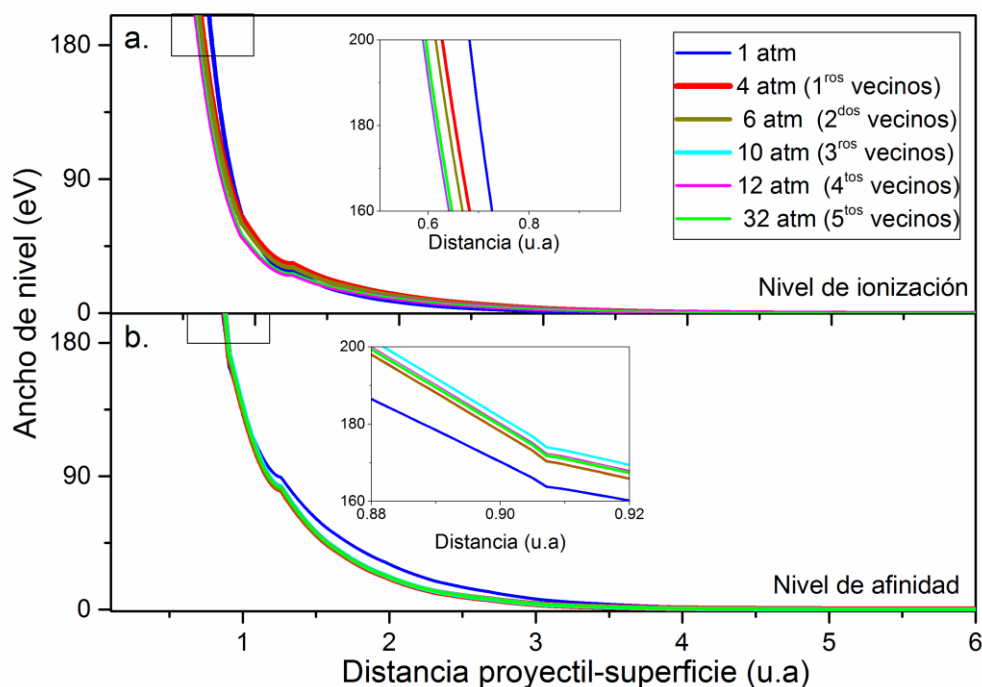 Ancho de nivel (eV)
180
90
0
a.
200
180
160
0.6
0.8
Distancia (u.a)
1 atm
4 atm (1ros vecinos)
6 atm (2dos vecinos)
10 atm (3ros vecinos)
12 atm (4tos vecinos)
32 atm (5tos vecinos)
Nivel de ionización
180
90
0
b.
200
180
160
0.88
0.90
0.92
Distancia (u.a)
Nivel de afinidad
1
2
3
4
5
6
Distancia proyectil-superficie (u.a)